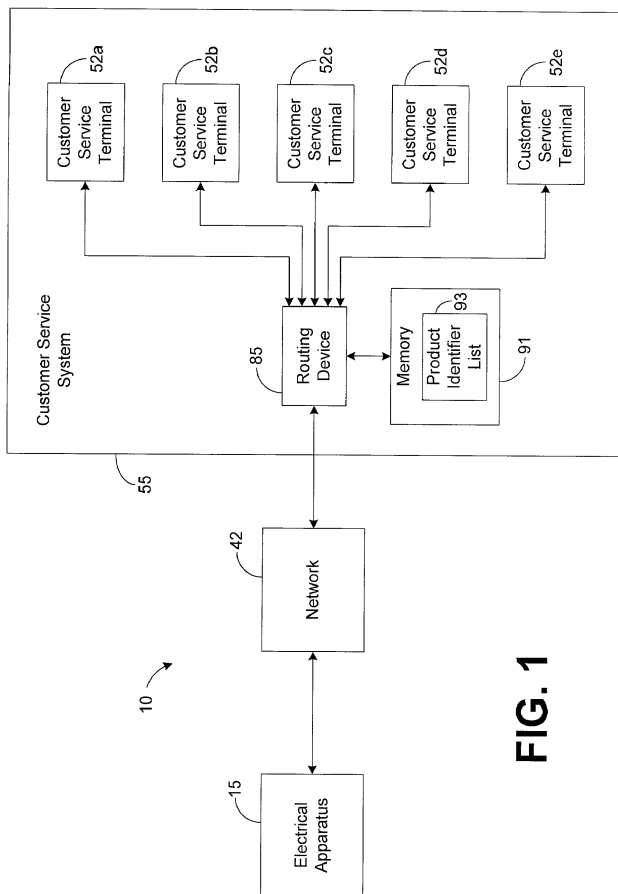 Customer Service
System
Customer
Service
Terminal
52a
Customer
Service
Terminal
52b
Customer
Service
Terminal
52c
Customer
Service
Terminal
52d
Customer
Service
Terminal
52e
85
Routing
Device
Memory
93
Product
Identifier
List
91
55
42
Network
10
15
Electrical
Apparatus
FIG. 1